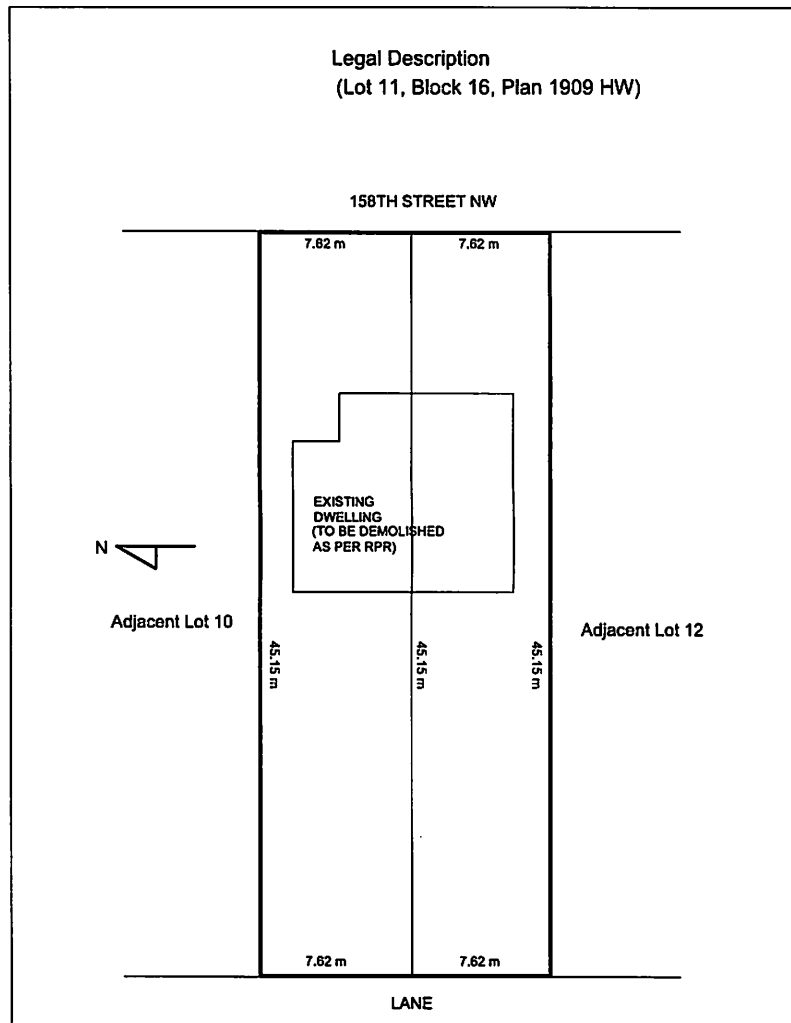 Legal Description
(Lot 11, Block 16, Plan 1909 HW)
158TH STREET NW
7.62 m
7.62 m
EXISTING
DWELLING
(TO BE DEMOLISHED
AS PER RPR)
N
Adjacent Lot 10
Adjacent Lot 12
45.15 m
45.15 m
45.15 m
7.62 m
7.62 m
LANE